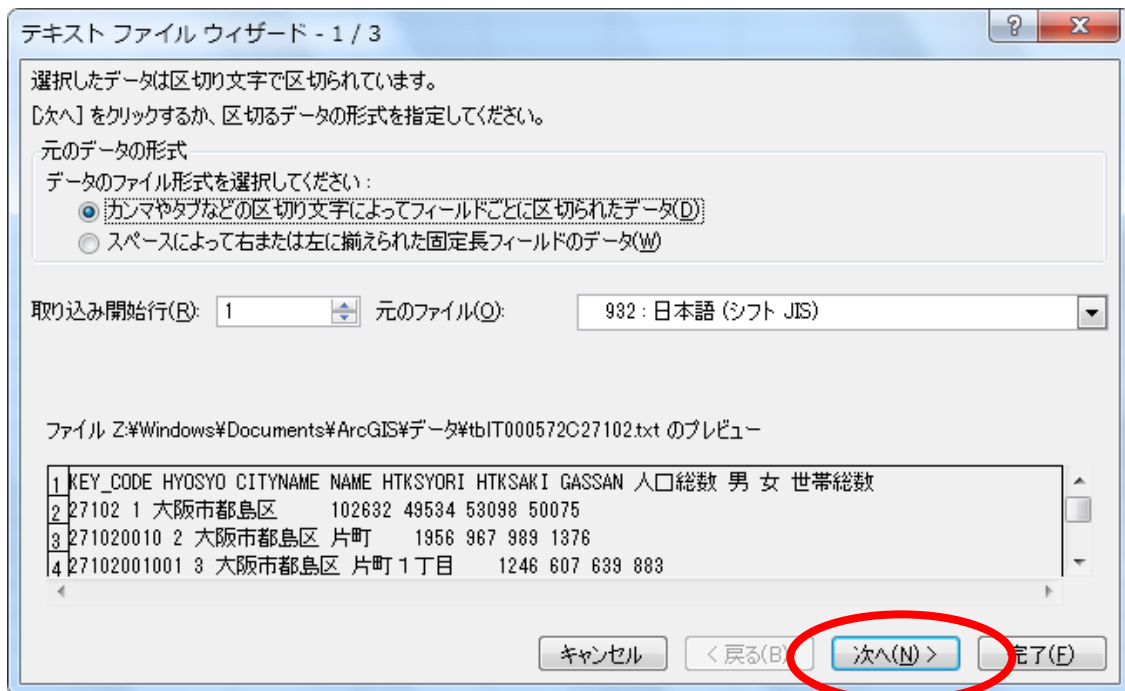 テキスト ファイル ウィザード - 1 / 3
選択したデータは区切り文字で区切られています。
[次へ] をクリックするか、区切るデータの形式を指定してください。
元のデータの形式
データのファイル形式を選択してください:
カンマやタブなどの区切り文字によってフィールドごとに区切られたデータ(D)
スペースによって右または左に揃えられた固定長フィールドのデータ(W)
取り込み開始行(R): 1 元のファイル(O): 932 : 日本語 (シフト JIS)
ファイル Z:¥Windows¥Documents¥ArcGIS¥データ¥tblT000572C27102.txt のプレビュー
1 KEY_CODE HYOSYO CITYNAME NAME HTKSYORI HTKSAKI GASSAN 人口総数 男 女 世帯総数
2 27102 1 大阪市都島区 102632 49534 53098 50075
3 271020010 2 大阪市都島区 片町 1956 967 989 1376
4 27102001001 3 大阪市都島区 片町１丁目 1246 607 639 883
キャンセル < 戻る(B) 次へ(N) > 完了(F)